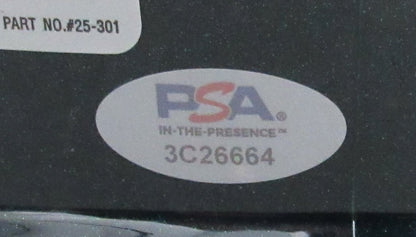 PART NO.#25-301
PSA®
IN-THE-PRESENCE™
3C26664